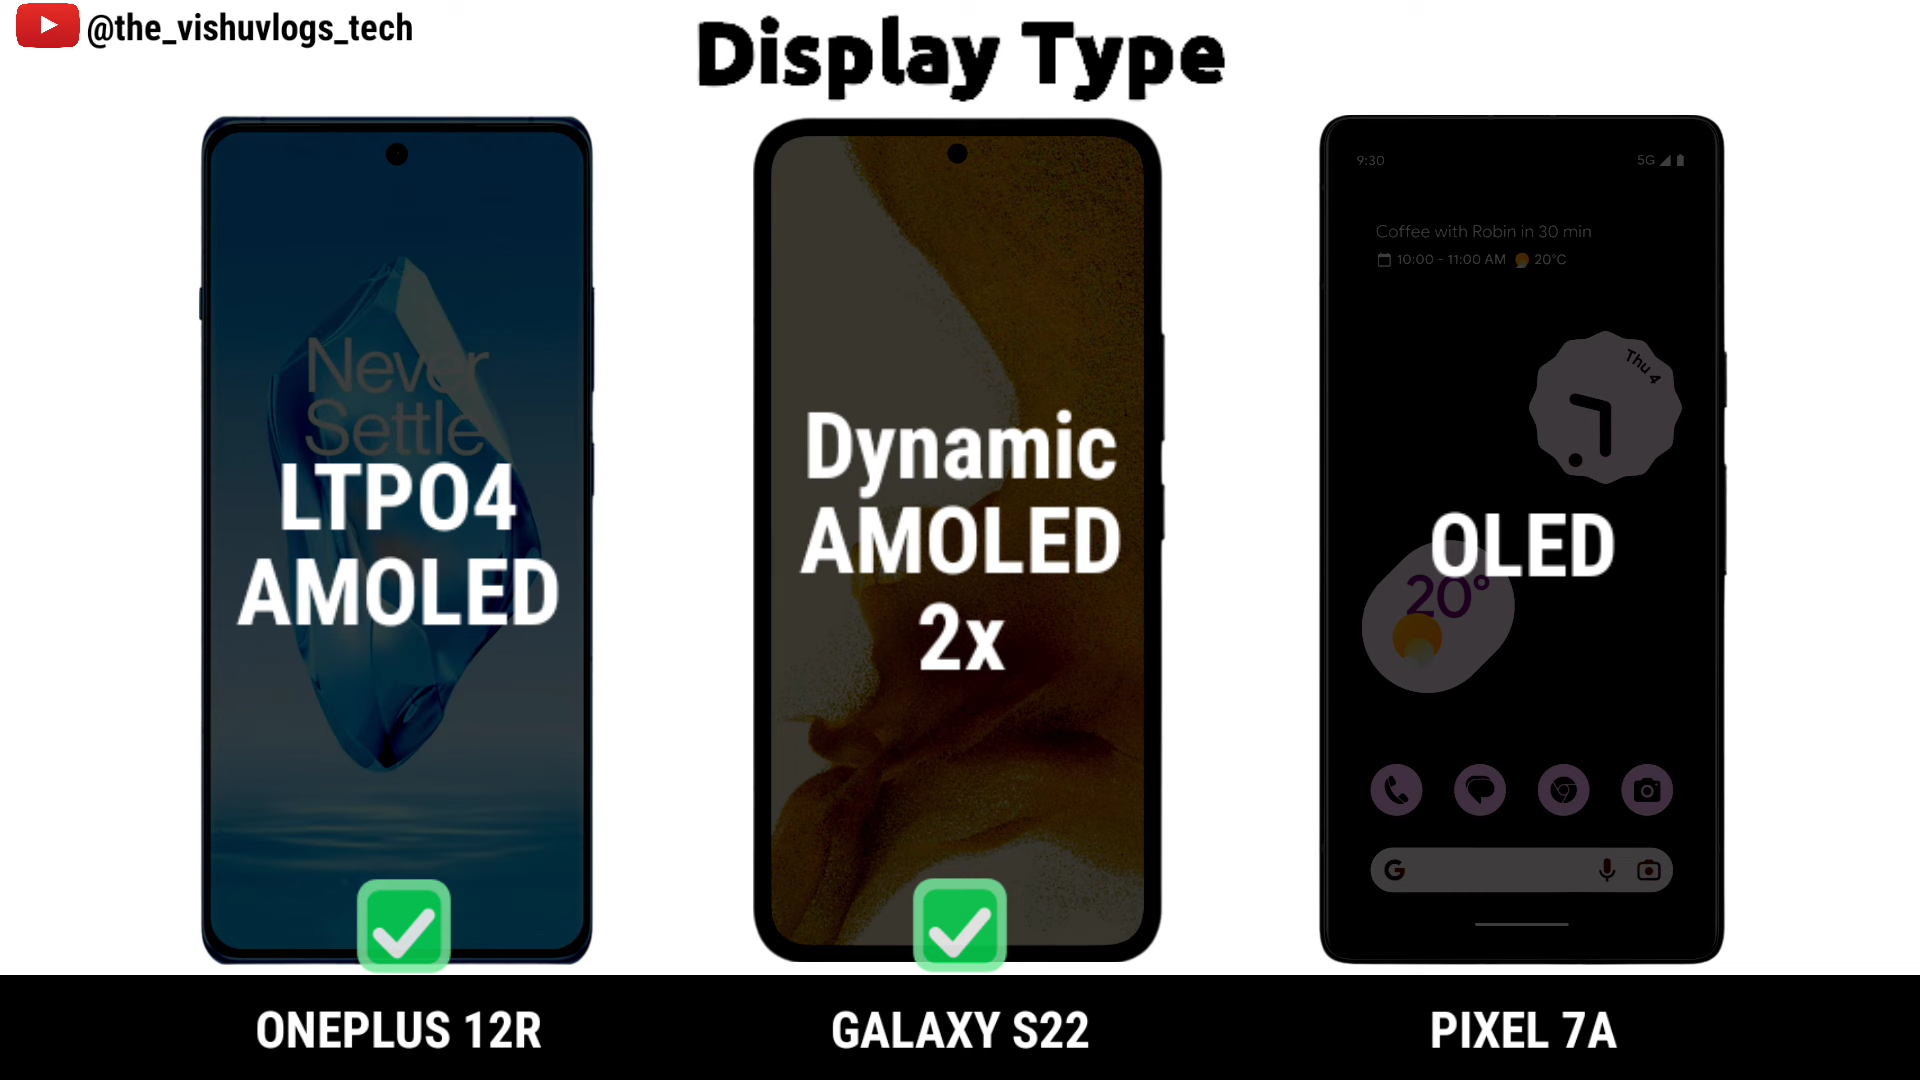 @the_vishuvlogs_tech
Display Type
Never
Settle
LTPO4
AMOLED
Dynamic
AMOLED
2x
9:30
5G
Coffee with Robin in 30 min
10:00 - 11:00 AM 20°C
Thu 4
OLED
20°
G
ONEPLUS 12R
GALAXY S22
PIXEL 7A